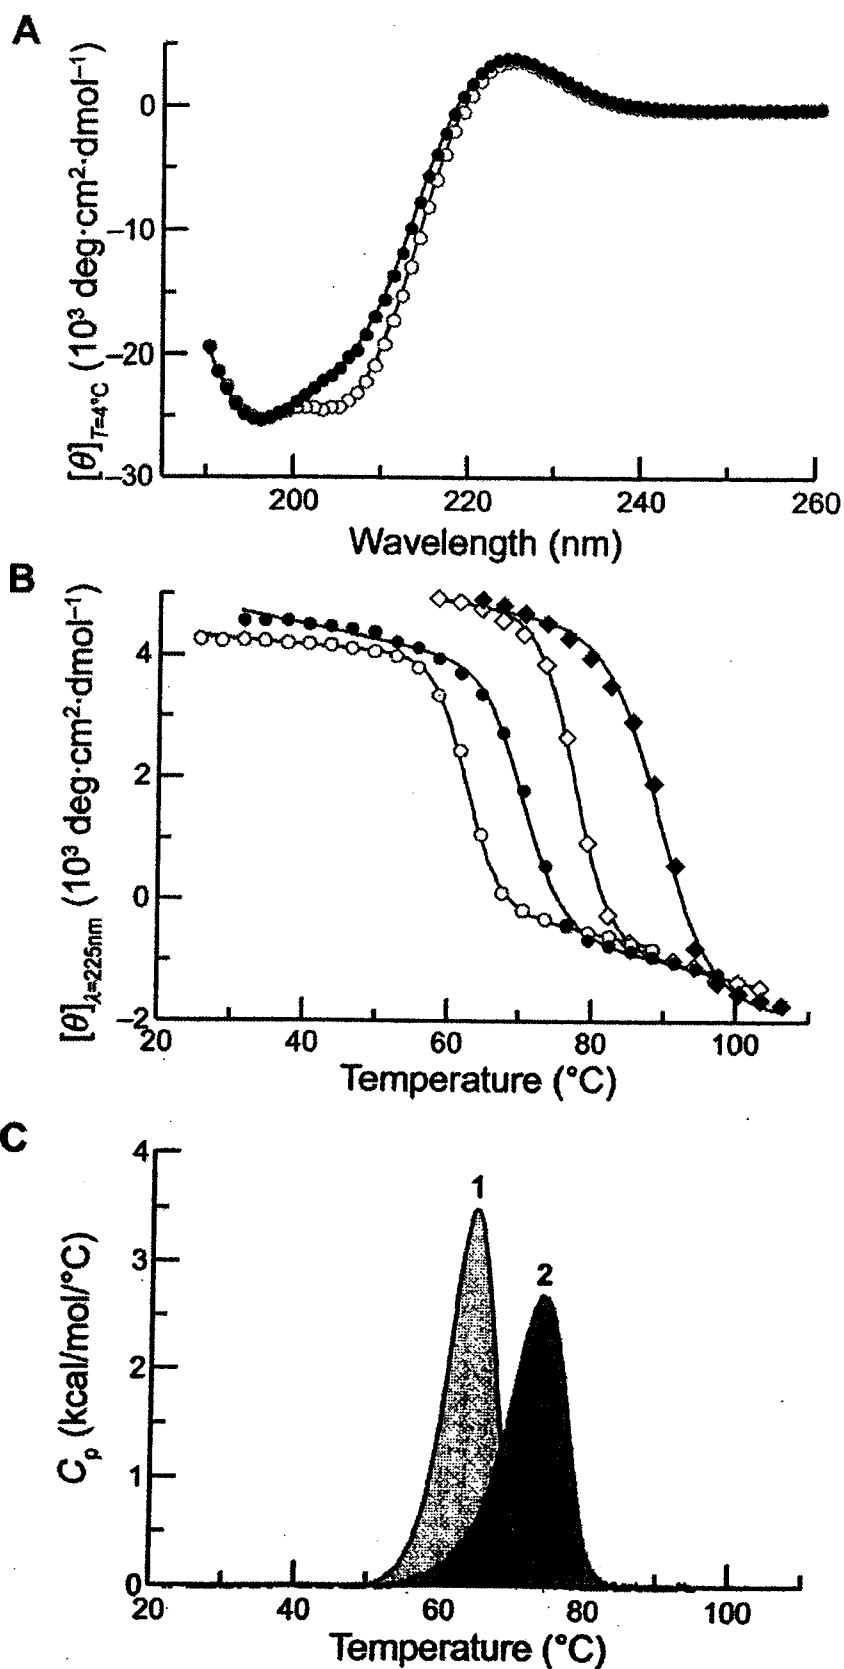 A
[θ]T=4°C (10³ deg·cm²·dmol⁻¹)
0
–10
–20
–30
200 220 240 260
Wavelength (nm)
B
[θ]λ=225nm (10³ deg·cm²·dmol⁻¹)
4
2
0
–2
20 40 60 80 100
Temperature (°C)
C
Cp (kcal/mol/°C)
4
3
2
1
0
1
2
20 40 60 80 100
Temperature (°C)